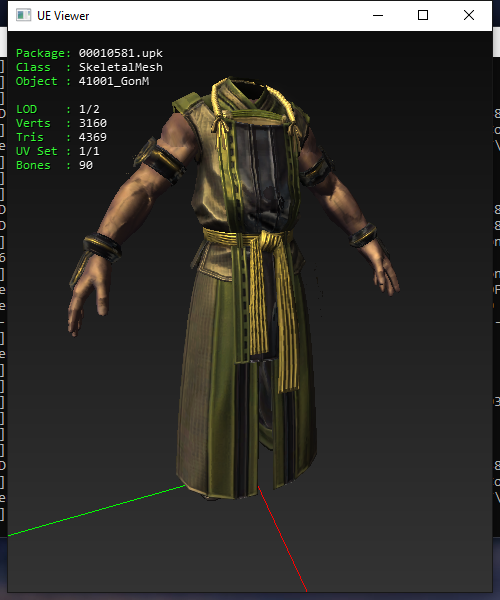 UE Viewer
Package: 00010581.upk
Class : SkeletalMesh
Object : 41001_GonM
LOD : 1/2
Verts : 3160
Tris : 4369
UV Set : 1/1
Bones : 90